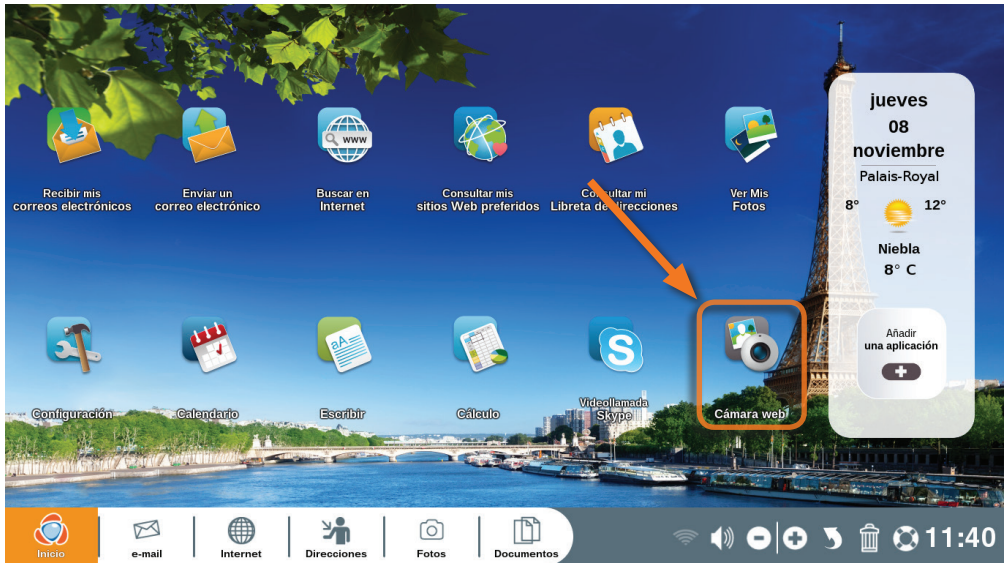 Recibir mis
correos electrónicos
Enviar un
correo electrónico
www
Buscar en
Internet
Consultar mis
sitios Web preferidos
Consultar mi
Libreta de direcciones
Ver Mis
Fotos
Configuración
Calendario
aA
Escribir
Cálculo
S
Videollamada
Skype
Cámara web
jueves
08
noviembre
Palais-Royal
8° 12°
Niebla
8° C
Añadir
una aplicación
Inicio
e-mail
Internet
Direcciones
Fotos
Documentos
11:40